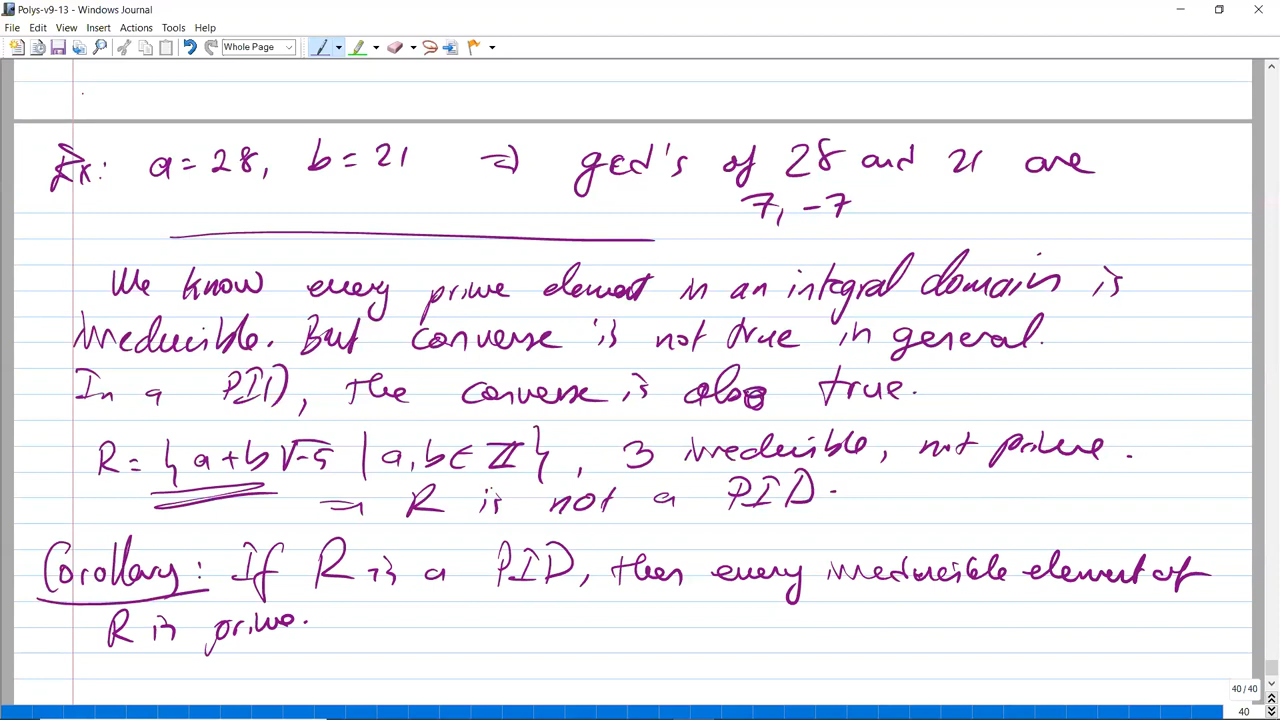 Polys-v9-13 - Windows Journal
File Edit View Insert Actions Tools Help
Whole Page
Ex: a = 28, b = 21 ⇒ gcd's of 28 and 21 are
7, -7
We know every prime element in an integral domain is
irreducible. But converse is not true in general.
In a PID, the converse is also true.
R = { a + b √-5 | a, b ∈ ℤ } , 3 irreducible, not prime.
⇒ R is not a PID.
Corollary: If R is a PID, then every irreducible element of
R is prime.
40 / 40
40